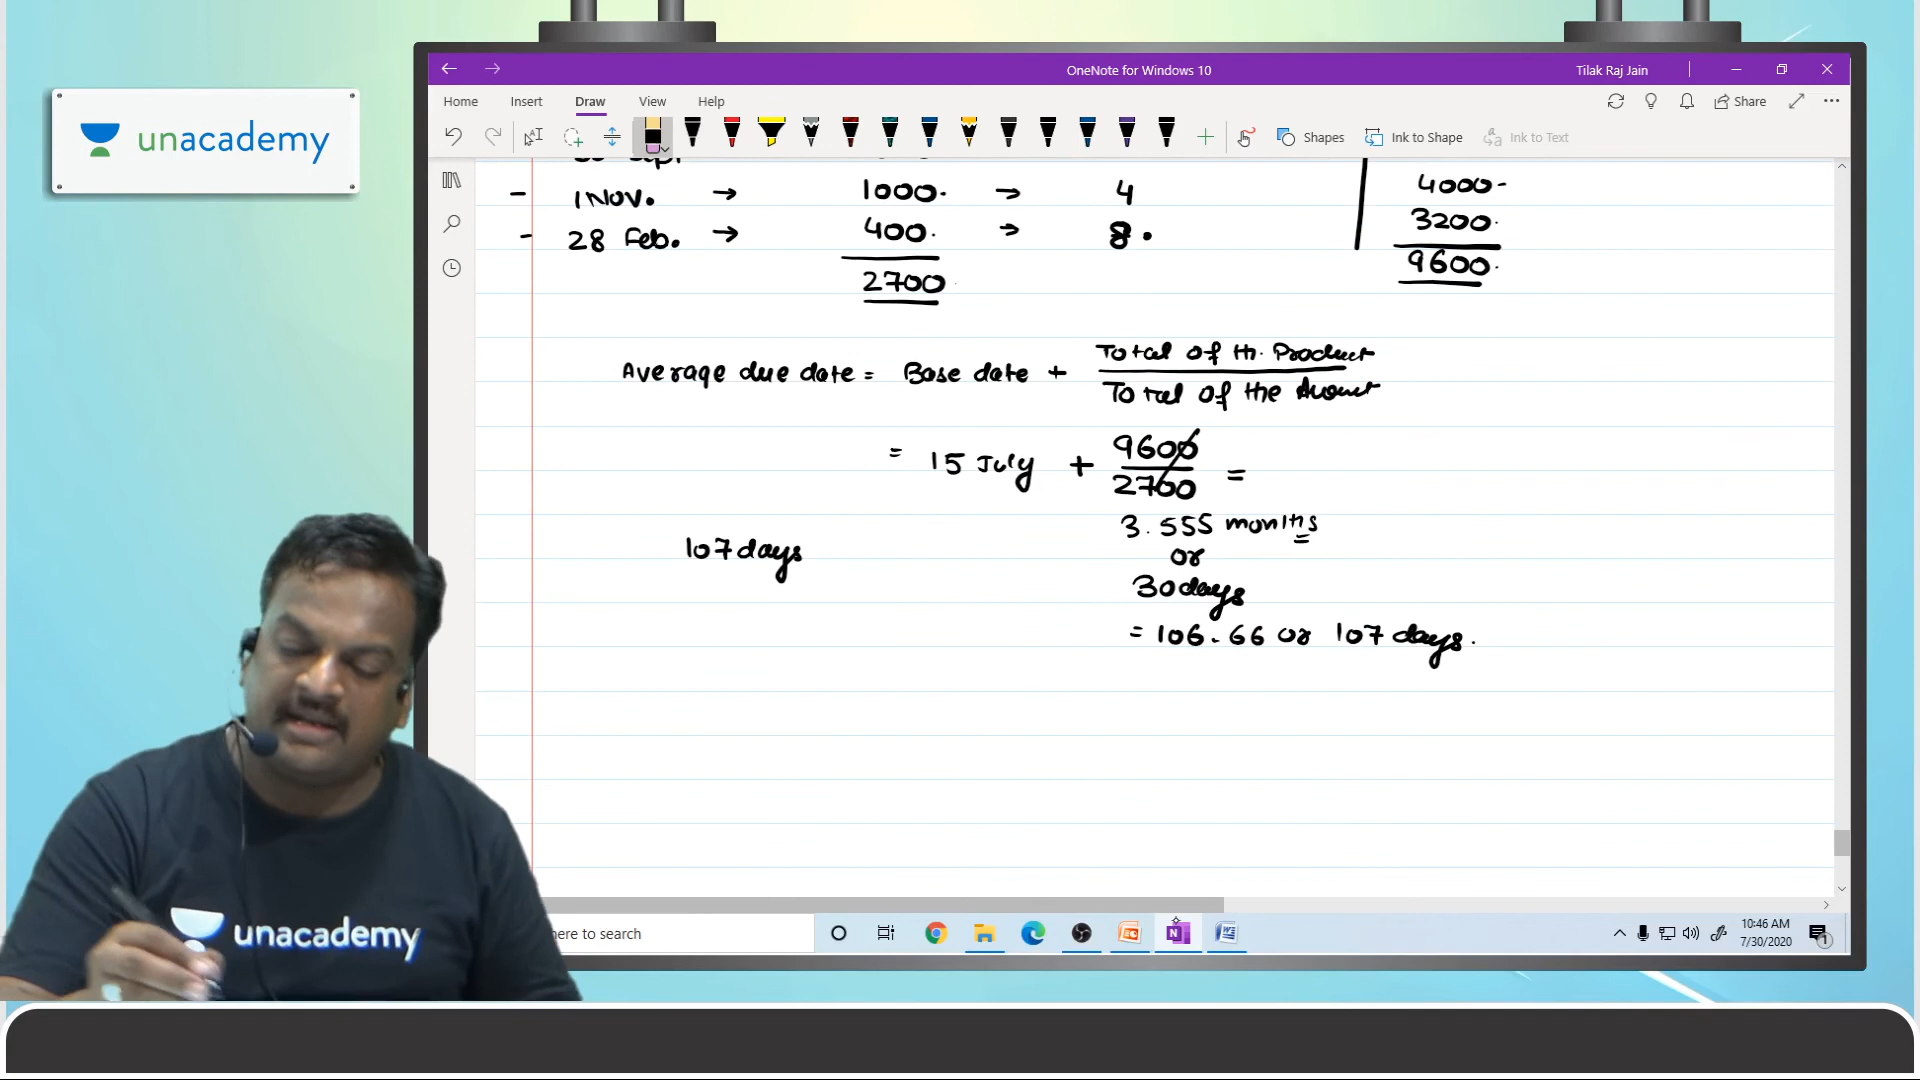 OneNote for Windows 10
Tilak Raj Jain
Home Insert Draw View Help
Share
Shapes Ink to Shape Ink to Text
unacademy
- 1 Nov. → 1000. → 4 4000-
- 28 Feb. → 400. → 8. 3200.
2700 9600.
Average due date = Base date + Total of th. Product
Total of the Amount
= 15 July + 9600
2700 =
3.555 months
or
107 days
30 days
= 106.66 or 107 days.
unacademy
here to search
10:46 AM
7/30/2020
1